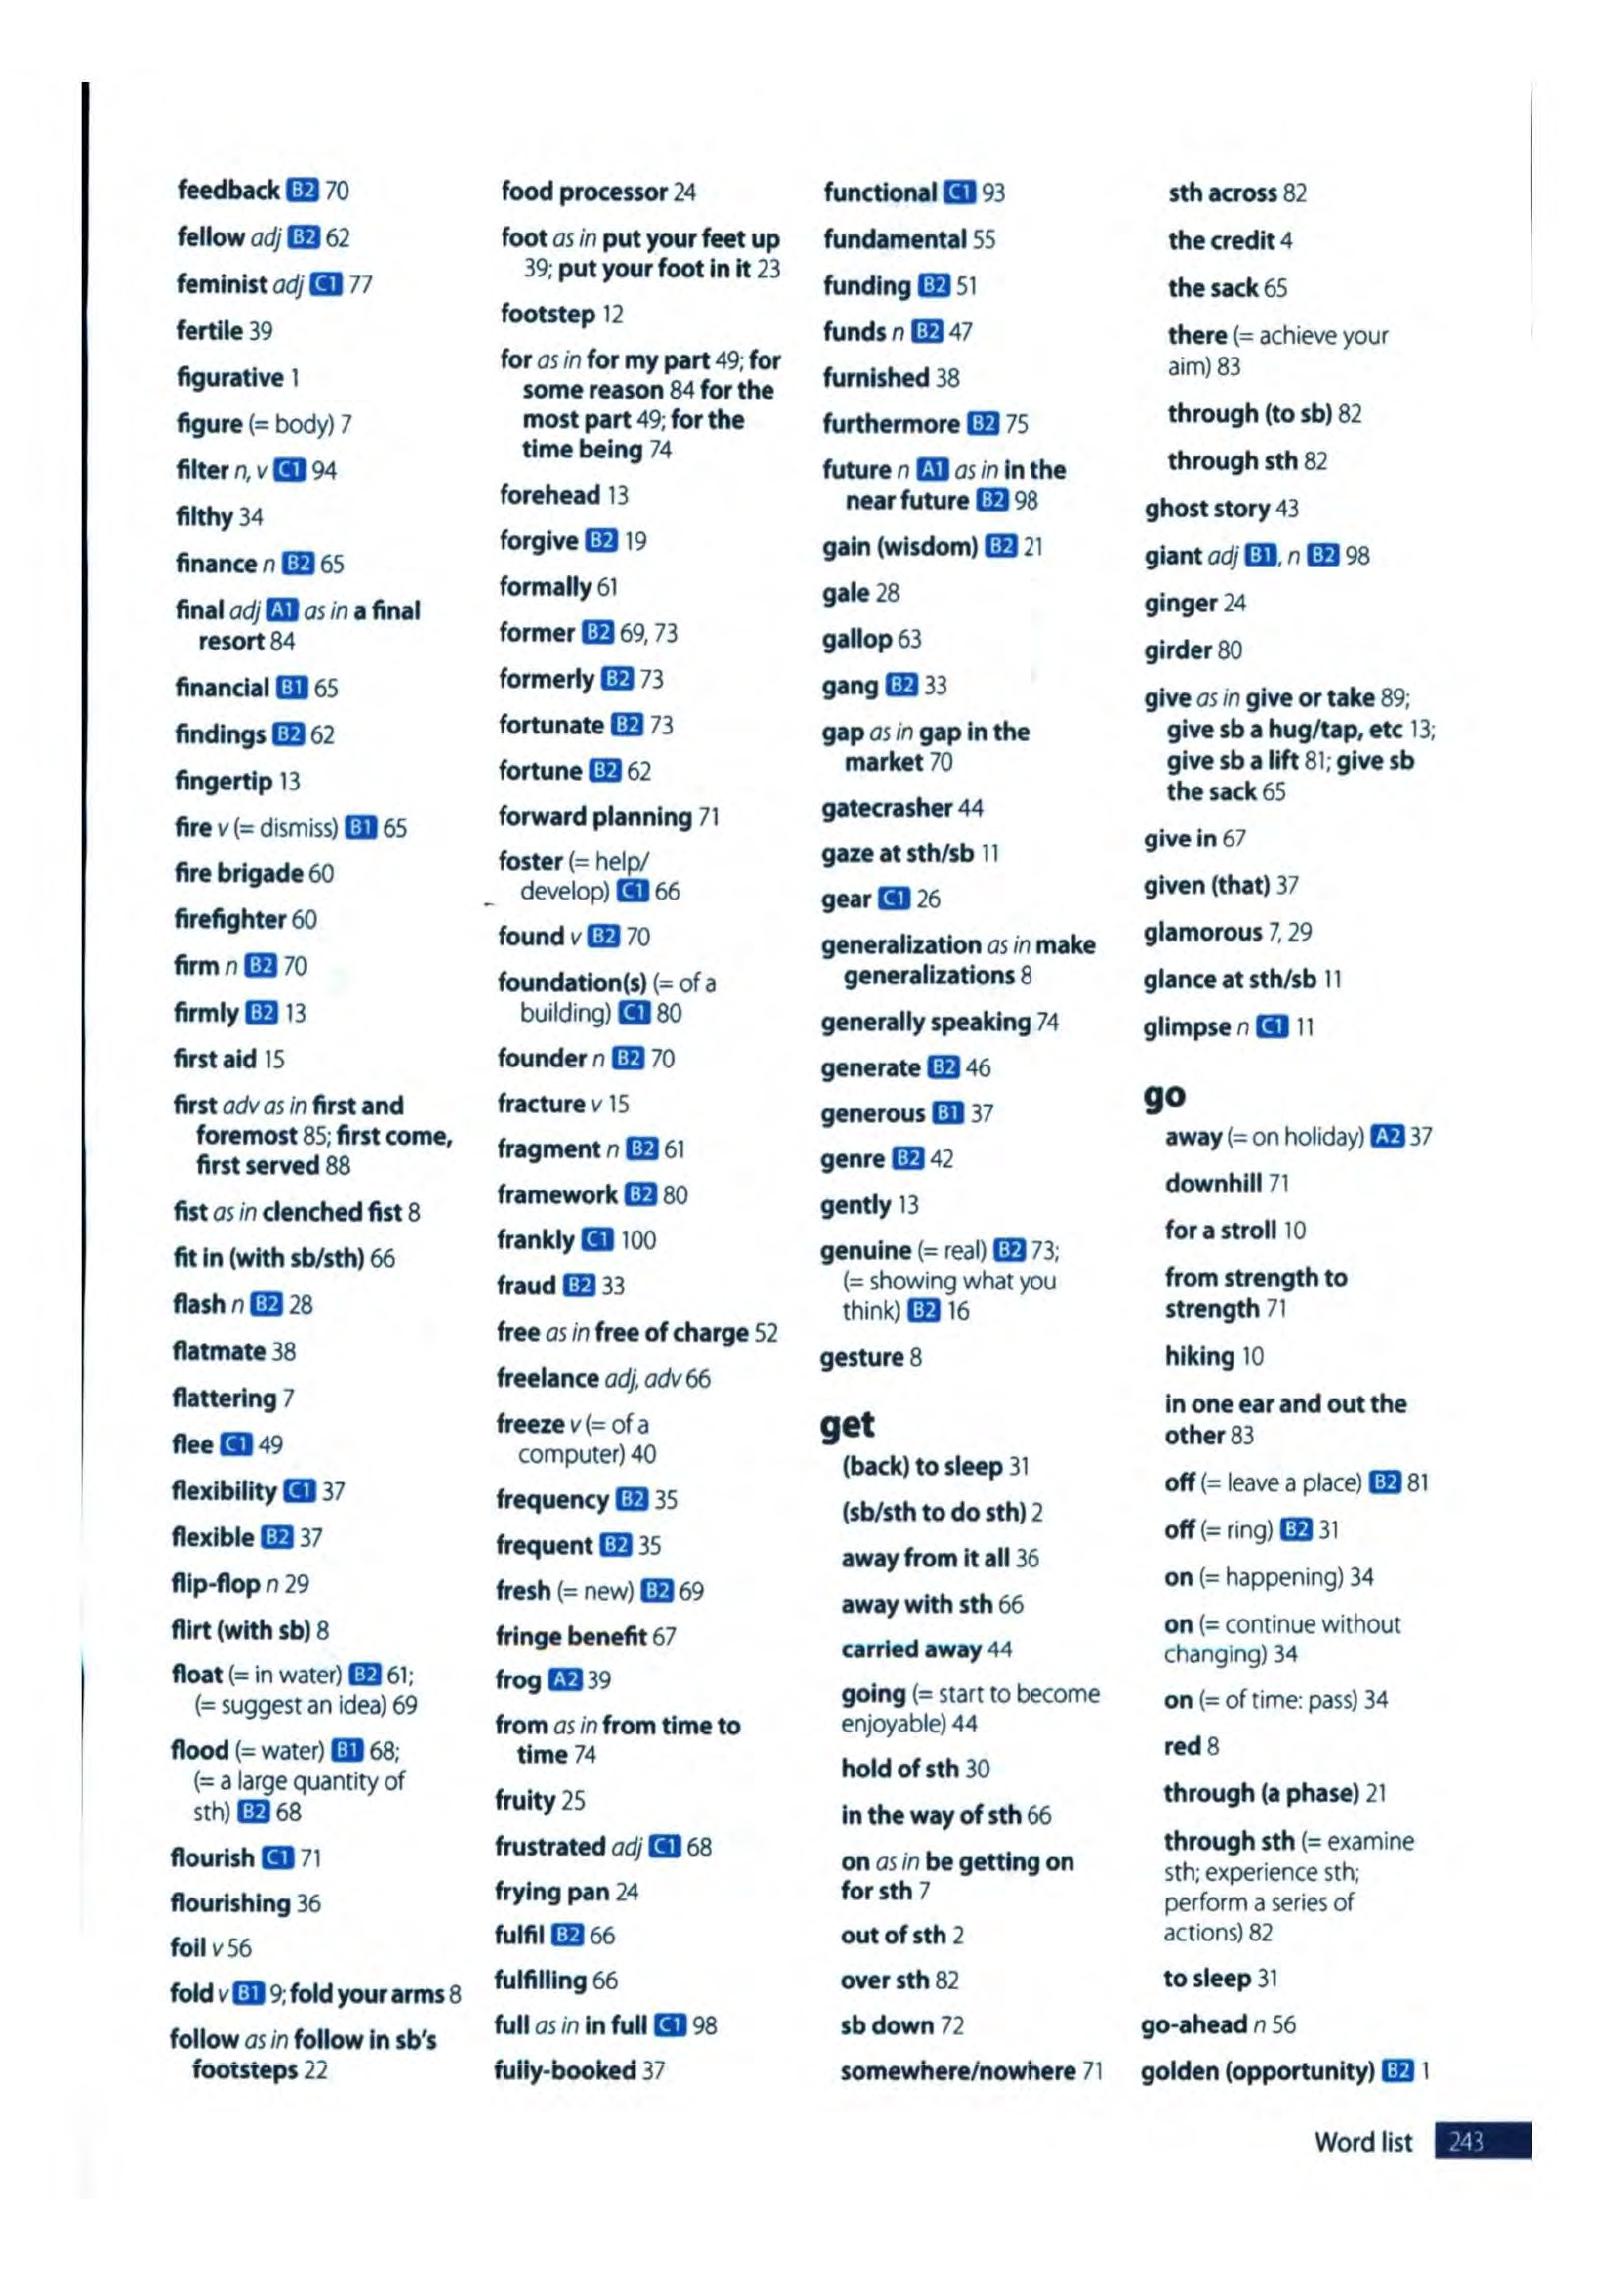 feedback B2 70
fellow adj B2 62
feminist adj C1 77
fertile 39
figurative 1
figure (= body) 7
filter n, v C1 94
filthy 34
finance n B2 65
final adj A1 as in a final
resort 84
financial B1 65
findings B2 62
fingertip 13
fire v (= dismiss) B1 65
fire brigade 60
firefighter 60
firm n B2 70
firmly B2 13
first aid 15
first adv as in first and
foremost 85; first come,
first served 88
fist as in clenched fist 8
fit in (with sb/sth) 66
flash n B2 28
flatmate 38
flattering 7
flee C1 49
flexibility C1 37
flexible B2 37
flip-flop n 29
flirt (with sb) 8
float (= in water) B2 61;
(= suggest an idea) 69
flood (= water) B1 68;
(= a large quantity of
sth) B2 68
flourish C1 71
flourishing 36
foil v 56
fold v B1 9; fold your arms 8
follow as in follow in sb's
footsteps 22
food processor 24
foot as in put your feet up
39; put your foot in it 23
footstep 12
for as in for my part 49; for
some reason 84 for the
most part 49; for the
time being 74
forehead 13
forgive B2 19
formally 61
former B2 69, 73
formerly B2 73
fortunate B2 73
fortune B2 62
forward planning 71
foster (= help/
develop) C1 66
found v B2 70
foundation(s) (= of a
building) C1 80
founder n B2 70
fracture v 15
fragment n B2 61
framework B2 80
frankly C1 100
fraud B2 33
free as in free of charge 52
freelance adj, adv 66
freeze v (= of a
computer) 40
frequency B2 35
frequent B2 35
fresh (= new) B2 69
fringe benefit 67
frog A2 39
from as in from time to
time 74
fruity 25
frustrated adj C1 68
frying pan 24
fulfil B2 66
fulfilling 66
full as in in full C1 98
fully-booked 37
functional C1 93
fundamental 55
funding B2 51
funds n B2 47
furnished 38
furthermore B2 75
future n A1 as in in the
near future B2 98
gain (wisdom) B2 21
gale 28
gallop 63
gang B2 33
gap as in gap in the
market 70
gatecrasher 44
gaze at sth/sb 11
gear C1 26
generalization as in make
generalizations 8
generally speaking 74
generate B2 46
generous B1 37
genre B2 42
gently 13
genuine (= real) B2 73;
(= showing what you
think) B2 16
gesture 8
get
(back) to sleep 31
(sb/sth to do sth) 2
away from it all 36
away with sth 66
carried away 44
going (= start to become
enjoyable) 44
hold of sth 30
in the way of sth 66
on as in be getting on
for sth 7
out of sth 2
over sth 82
sb down 72
somewhere/nowhere 71
sth across 82
the credit 4
the sack 65
there (= achieve your
aim) 83
through (to sb) 82
through sth 82
ghost story 43
giant adj B1, n B2 98
ginger 24
girder 80
give as in give or take 89;
give sb a hug/tap, etc 13;
give sb a lift 81; give sb
the sack 65
give in 67
given (that) 37
glamorous 7, 29
glance at sth/sb 11
glimpse n C1 11
go
away (= on holiday) A2 37
downhill 71
for a stroll 10
from strength to
strength 71
hiking 10
in one ear and out the
other 83
off (= leave a place) B2 81
off (= ring) B2 31
on (= happening) 34
on (= continue without
changing) 34
on (= of time: pass) 34
red 8
through (a phase) 21
through sth (= examine
sth; experience sth;
perform a series of
actions) 82
to sleep 31
go-ahead n 56
golden (opportunity) B2 1
Word list 243